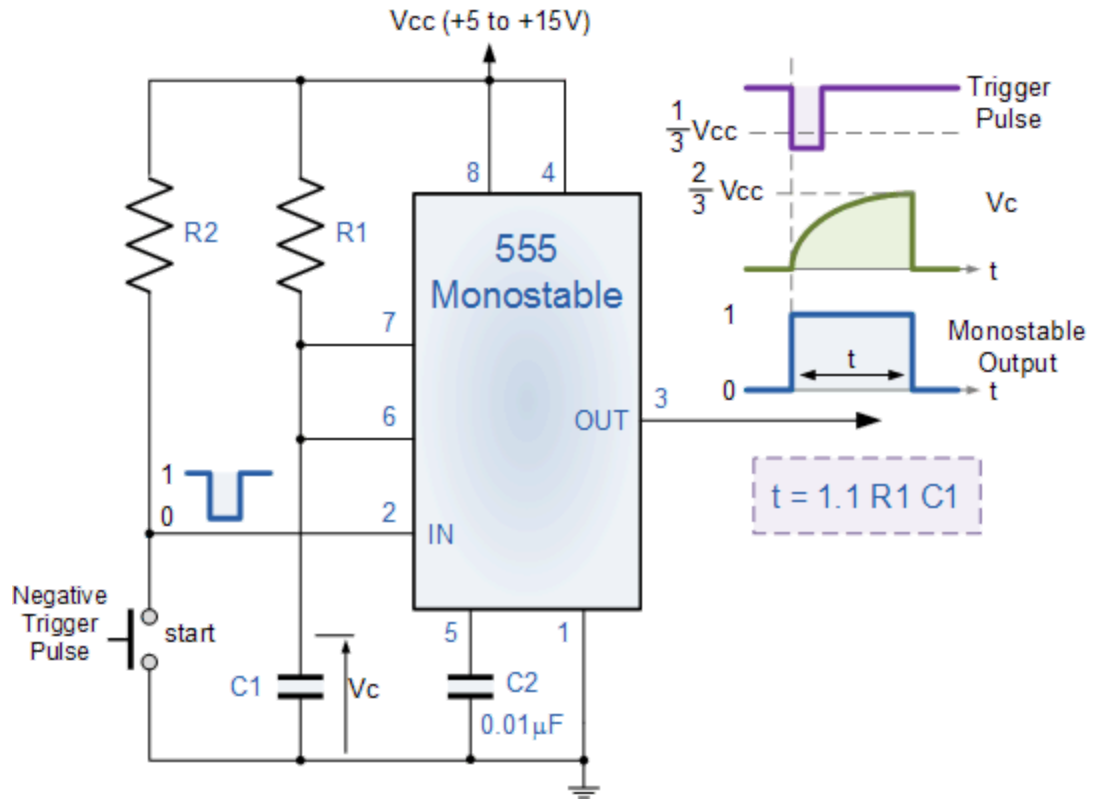 Vcc (+5 to +15V)
Trigger
Pulse
1/3 Vcc
2/3 Vcc
Vc
t
8
4
R2
R1
555
Monostable
7
1
0
Monostable
Output
t
t
6
OUT
3
t = 1.1 R1 C1
1
0
2
IN
Negative
Trigger
Pulse
start
5
1
C1
Vc
C2
0.01µF